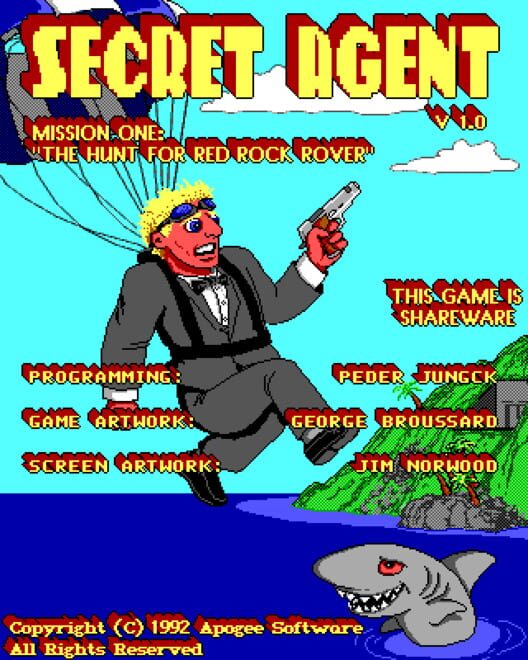 SECRET AGENT
V 1.0
MISSION ONE:
"THE HUNT FOR RED ROCK ROVER"
THIS GAME IS
SHAREWARE
PROGRAMMING: PEDER JUNGCK
GAME ARTWORK: GEORGE BROUSSARD
SCREEN ARTWORK: JIM NORWOOD
Copyright (C) 1992 Apogee Software
All Rights Reserved